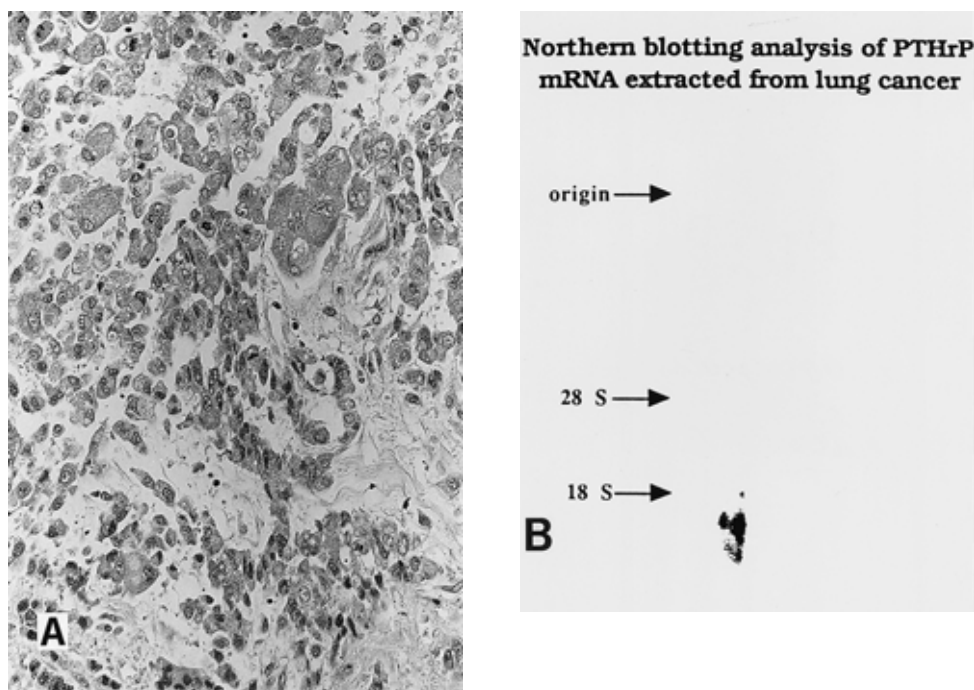 A
Northern blotting analysis of PTHrP
mRNA extracted from lung cancer
origin
28 S
18 S
B